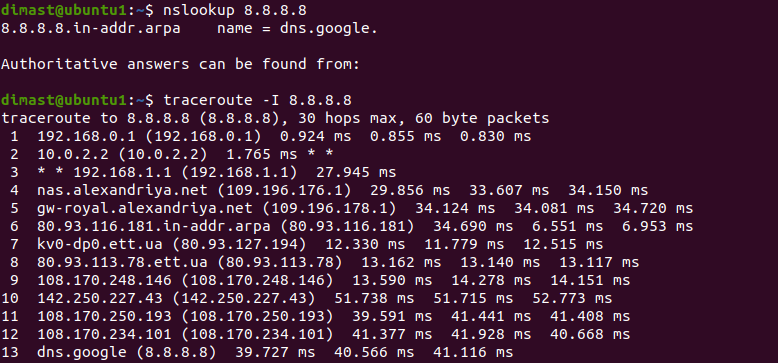 dimast@ubuntu1:~$ nslookup 8.8.8.8
8.8.8.8.in-addr.arpa    name = dns.google.

Authoritative answers can be found from:

dimast@ubuntu1:~$ traceroute -I 8.8.8.8
traceroute to 8.8.8.8 (8.8.8.8), 30 hops max, 60 byte packets
 1  192.168.0.1 (192.168.0.1)  0.924 ms  0.855 ms  0.830 ms
 2  10.0.2.2 (10.0.2.2)  1.765 ms * *
 3  * * 192.168.1.1 (192.168.1.1)  27.945 ms
 4  nas.alexandriya.net (109.196.176.1)  29.856 ms  33.607 ms  34.150 ms
 5  gw-royal.alexandriya.net (109.196.178.1)  34.124 ms  34.081 ms  34.720 ms
 6  80.93.116.181.in-addr.arpa (80.93.116.181)  34.690 ms  6.551 ms  6.953 ms
 7  kv0-dp0.ett.ua (80.93.127.194)  12.330 ms  11.779 ms  12.515 ms
 8  80.93.113.78.ett.ua (80.93.113.78)  13.162 ms  13.140 ms  13.117 ms
 9  108.170.248.146 (108.170.248.146)  13.590 ms  14.278 ms  14.151 ms
10  142.250.227.43 (142.250.227.43)  51.738 ms  51.715 ms  52.773 ms
11  108.170.250.193 (108.170.250.193)  39.591 ms  41.441 ms  41.408 ms
12  108.170.234.101 (108.170.234.101)  41.377 ms  41.928 ms  40.668 ms
13  dns.google (8.8.8.8)  39.727 ms  40.566 ms  41.116 ms